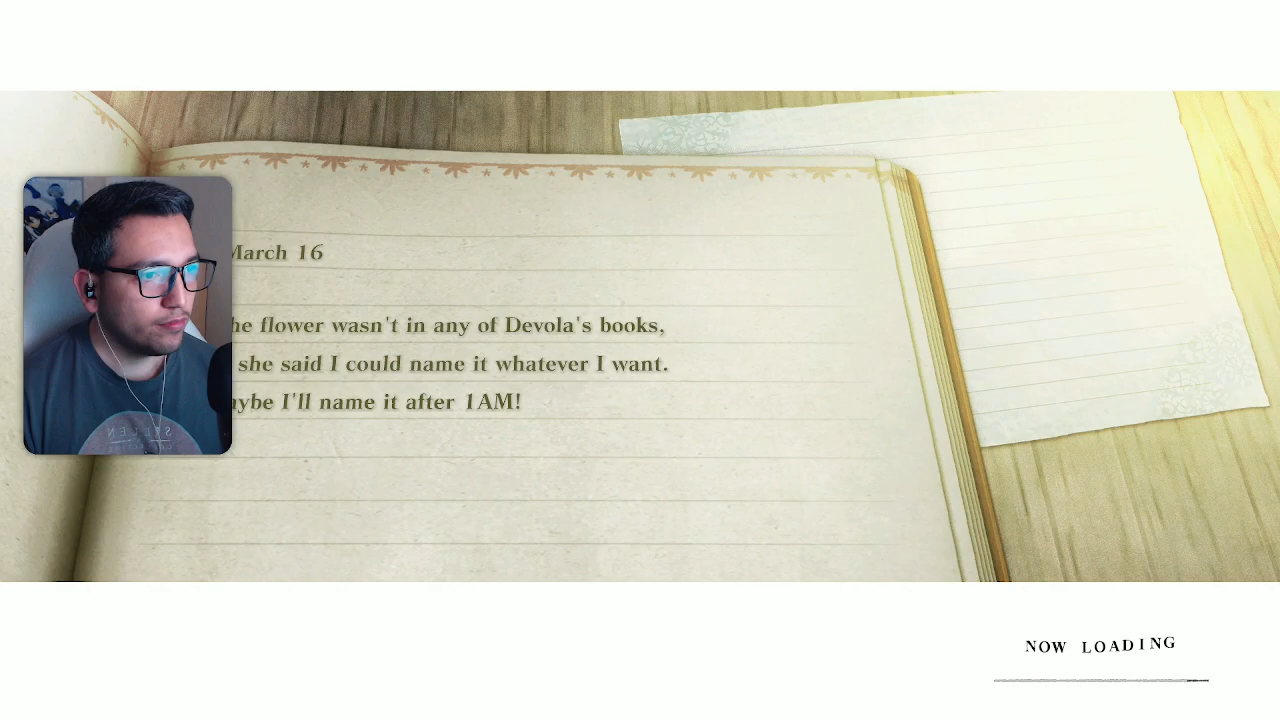 March 16
he flower wasn't in any of Devola's books,
she said I could name it whatever I want.
ybe I'll name it after 1AM!
NOW LOADING